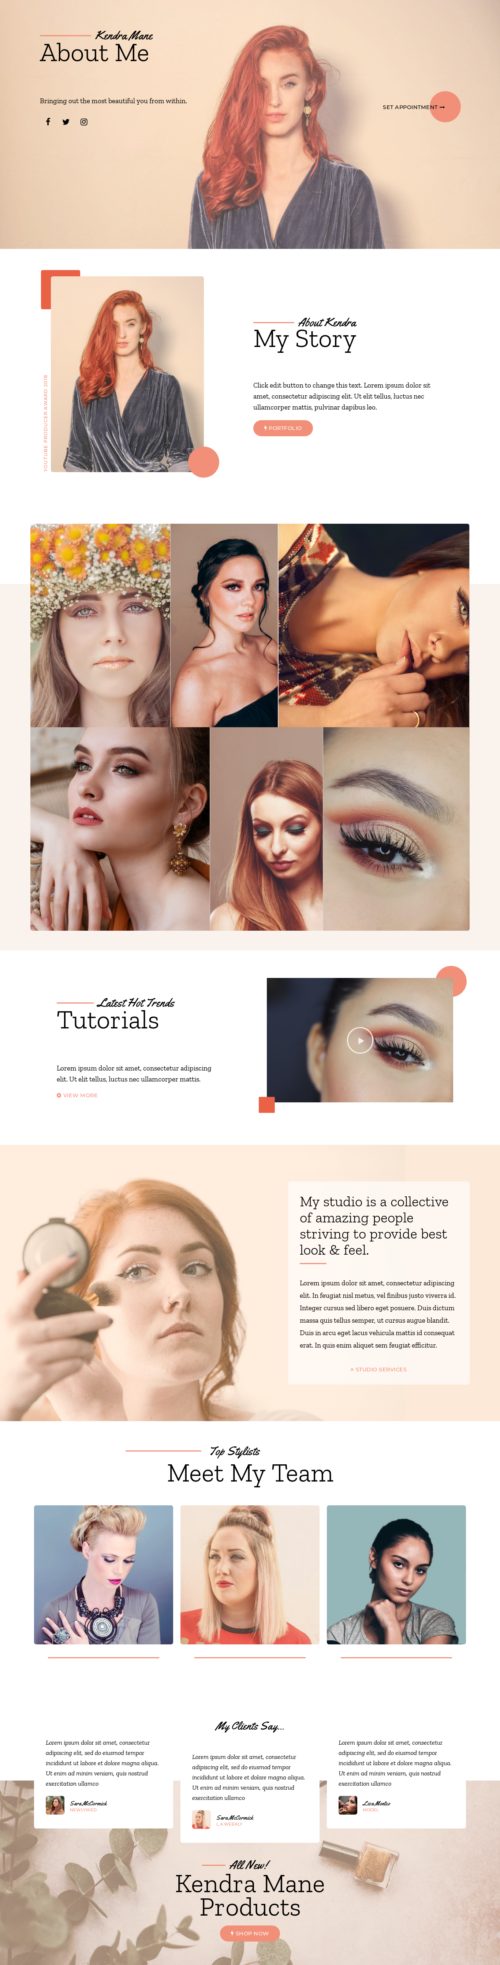 Kendra Mane
About Me
Bringing out the most beautiful you from within.
SET APPOINTMENT
About Kendra
My Story
YOUTUBE PRODUCER AWARD 2018
Click edit button to change this text. Lorem ipsum dolor sit
amet, consectetur adipiscing elit. Ut elit tellus, luctus nec
ullamcorper mattis, pulvinar dapibus leo.
PORTFOLIO
Latest Hot Trends
Tutorials
Lorem ipsum dolor sit amet, consectetur adipiscing
elit. Ut elit tellus, luctus nec ullamcorper mattis.
VIEW MORE
My studio is a collective
of amazing people
striving to provide best
look & feel.
Lorem ipsum dolor sit amet, consectetur adipiscing
elit. In feugiat nisl metus, vel finibus justo viverra id.
Integer cursus sed libero eget posuere. Duis dictum
massa quis tellus semper, ut cursus augue blandit.
Duis in arcu eget lacus vehicula mattis id consequat
erat. In quis enim aliquet sem feugiat efficitur.
+ STUDIO SERVICES
Top Stylists
Meet My Team
My Clients Say...
Lorem ipsum dolor sit amet, consectetur
adipiscing elit, sed do eiusmod tempor
incididunt ut labore et dolore magna aliqua.
Ut enim ad minim veniam, quis nostrud
exercitation ullamco
Sara McCormick
NEWLYWED
Lorem ipsum dolor sit amet, consectetur
adipiscing elit, sed do eiusmod tempor
incididunt ut labore et dolore magna aliqua.
Ut enim ad minim veniam, quis nostrud
exercitation ullamco
Sara McCormick
LA WEEKLY
Lorem ipsum dolor sit amet, consectetur
adipiscing elit, sed do eiusmod tempor
incididunt ut labore et dolore magna aliqua.
Ut enim ad minim veniam, quis nostrud
exercitation ullamco
MODEL
All New!
Kendra Mane
Products
SHOP NOW